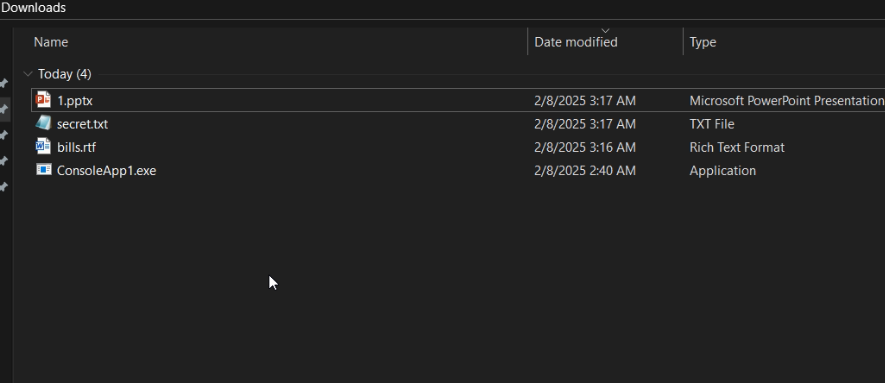 Downloads
Name Date modified Type
Today (4)
1.pptx 2/8/2025 3:17 AM Microsoft PowerPoint Presentation
secret.txt 2/8/2025 3:17 AM TXT File
bills.rtf 2/8/2025 3:16 AM Rich Text Format
ConsoleApp1.exe 2/8/2025 2:40 AM Application